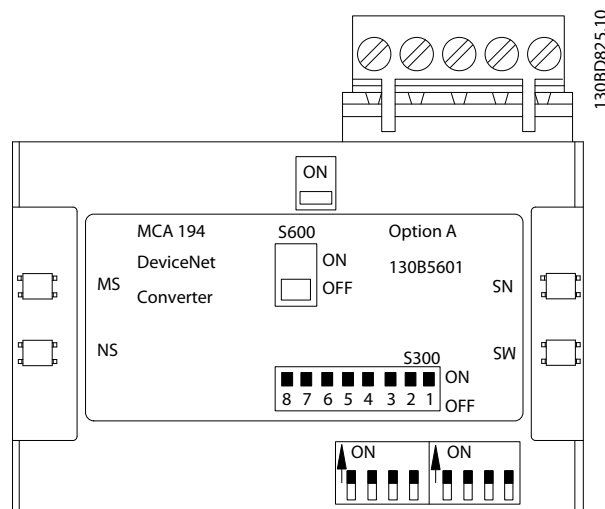 130BD825.10
ON
MCA 194
S600
Option A
DeviceNet
ON
130B5601
MS
Converter
OFF
SN
NS
SW
S300
ON
8 7 6 5 4 3 2 1
OFF
ON
ON